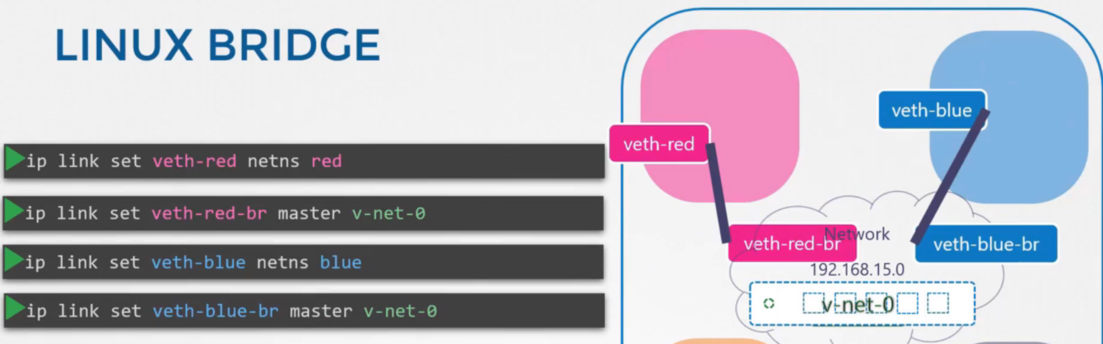 LINUX BRIDGE
ip link set veth-red netns red
ip link set veth-red-br master v-net-0
ip link set veth-blue netns blue
ip link set veth-blue-br master v-net-0
veth-blue
veth-red
Network
veth-red-br
veth-blue-br
192.168.15.0
v-net-0